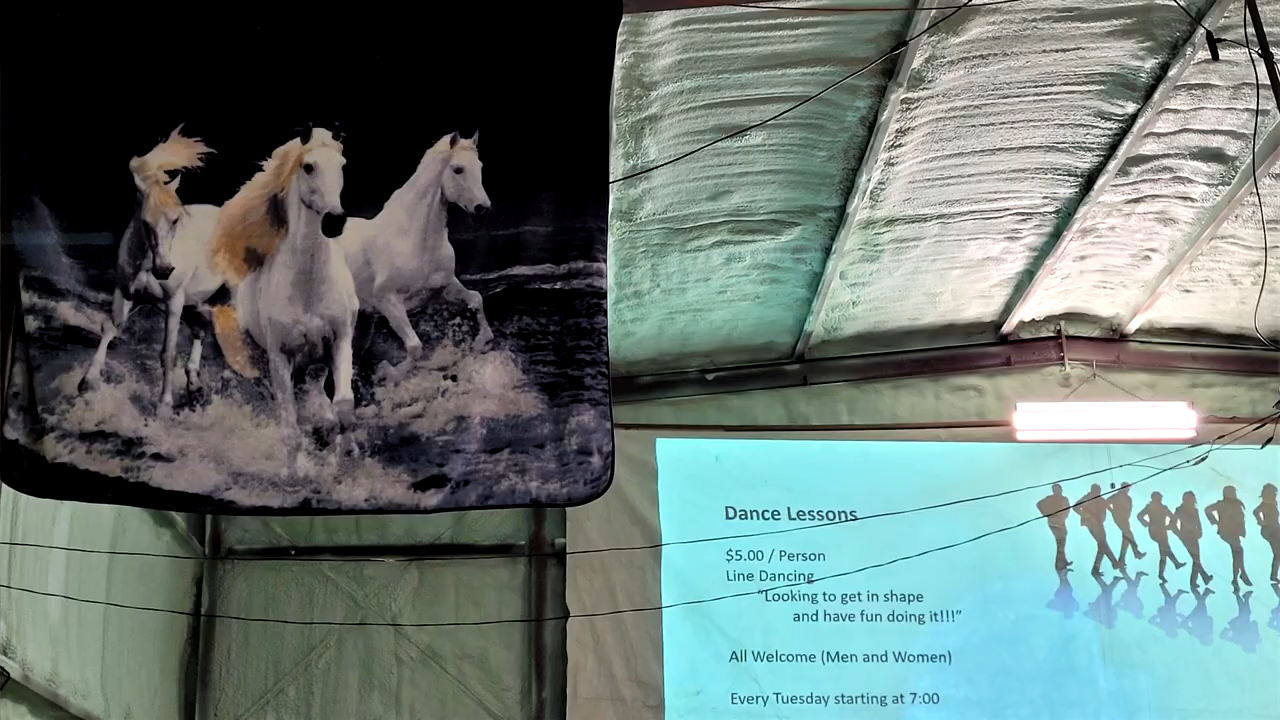 Dance Lessons
$5.00 / Person
Line Dancing
"Looking to get in shape
and have fun doing it!!!"
All Welcome (Men and Women)
Every Tuesday starting at 7:00